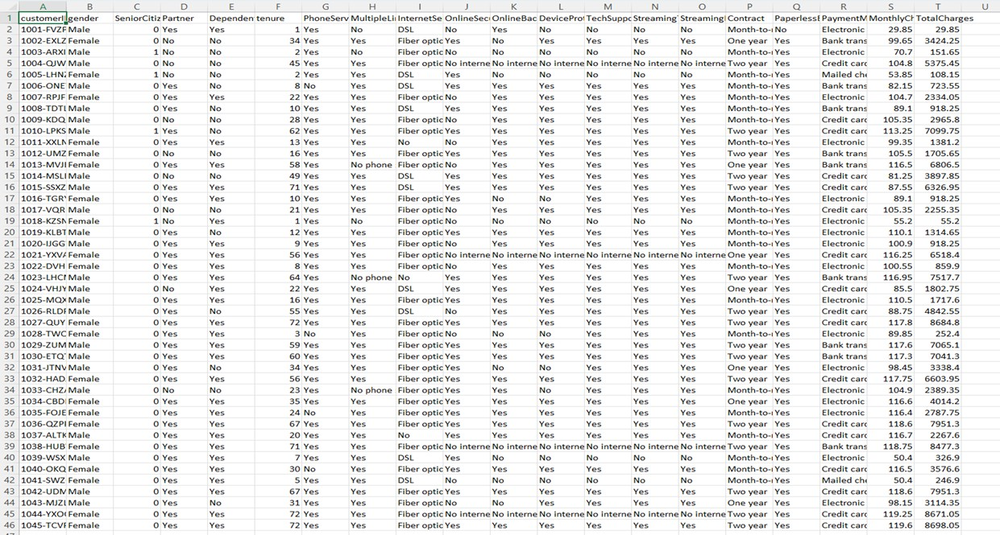 A B C D E F G H I J K L M N O P Q R S T U
1 customerI gender SeniorCitiz Partner Dependen tenure PhoneServ MultipleLi InternetSe OnlineSec OnlineBac DevicePro TechSuppo Streaming Streaming Contract Paperless PaymentM MonthlyCh TotalCharges
2 1001-FVZF Male 0 Yes Yes 1 Yes No DSL No Yes No No No No Month-to- No Electronic 29.85 29.85
3 1002-EXLZ Female 0 No No 34 Yes Yes Fiber optic Yes No Yes Yes Yes Yes One year Yes Bank trans 99.65 3424.25
4 1003-ARXI Male 1 No No 2 Yes No Fiber optic No No No No No No Month-to- Yes Electronic 70.7 151.65
5 1004-QJW Male 0 No No 45 Yes Yes Fiber optic No interne No interne No interne No interne No interne No interne Two year Yes Credit card 104.8 5375.45
6 1005-LHNZ Female 1 No No 2 Yes Yes DSL Yes No No No No No Month-to- Yes Mailed che 53.85 108.15
7 1006-ONE Male 0 Yes No 8 No Yes DSL No Yes Yes Yes Yes Yes Month-to- Yes Bank trans 82.15 723.55
8 1007-RPJF Female 0 Yes Yes 22 Yes Yes Fiber optic No Yes Yes Yes Yes Yes Month-to- Yes Electronic 104.7 2334.05
9 1008-TDTL Male 0 Yes No 10 Yes Yes DSL Yes Yes Yes Yes Yes Yes Month-to- Yes Bank trans 89.1 918.25
10 1009-KDQ Male 0 No No 28 Yes Yes Fiber optic No Yes Yes Yes Yes Yes Month-to- Yes Credit card 105.35 2965.8
11 1010-LPKS Female 1 Yes No 62 Yes Yes Fiber optic Yes Yes Yes Yes Yes Yes Two year Yes Credit card 113.25 7099.75
12 1011-XXLN Female 0 Yes Yes 13 Yes No No No Yes Yes Yes Yes Yes Month-to- Yes Electronic 99.35 1381.2
13 1012-UMZ Female 0 No No 16 Yes Yes Fiber optic Yes Yes Yes Yes Yes Yes Two year Yes Bank trans 105.5 1705.65
14 1013-MVJI Female 0 Yes Yes 58 Yes No phone Fiber optic No Yes Yes Yes Yes Yes One year Yes Bank trans 116.5 6806.5
15 1014-MSLI Male 0 No No 49 Yes Yes DSL Yes Yes Yes Yes Yes Yes Two year Yes Credit card 81.25 3897.85
16 1015-SSXZ Female 0 Yes Yes 71 Yes Yes DSL Yes Yes Yes Yes Yes Yes Two year Yes Credit card 87.55 6326.95
17 1016-TGRY Female 0 Yes Yes 10 Yes Yes Fiber optic Yes No No Yes Yes Yes Month-to- Yes Electronic 89.1 918.25
18 1017-VQR Male 0 No No 21 Yes Yes Fiber optic No Yes Yes Yes Yes Yes Month-to- Yes Credit card 105.35 2255.35
19 1018-KZSN Female 1 No Yes 1 Yes No Fiber optic No No No No No No Month-to- Yes Electronic 55.2 55.2
20 1019-KLBT Male 0 Yes No 12 Yes Yes Fiber optic Yes Yes Yes Yes Yes Yes Month-to- Yes Electronic 110.1 1314.65
21 1020-IJGG Male 0 Yes Yes 9 Yes Yes Fiber optic No Yes Yes Yes Yes Yes Month-to- Yes Electronic 100.9 918.25
22 1021-YXVA Female 0 Yes Yes 56 Yes Yes Fiber optic No interne No interne No interne No interne No interne No interne One year Yes Credit card 116.25 6518.4
23 1022-DVH Female 0 Yes Yes 8 Yes Yes Fiber optic No Yes Yes Yes Yes Yes Month-to- Yes Electronic 100.55 859.9
24 1023-LHCN Male 0 Yes Yes 64 Yes No phone No Yes Yes Yes Yes Yes Yes Two year Yes Bank trans 116.95 7517.7
25 1024-VHJY Male 0 Yes No 22 Yes Yes DSL Yes Yes Yes Yes Yes Yes One year Yes Credit card 85.5 1802.75
26 1025-MQX Male 0 Yes Yes 16 Yes Yes Fiber optic Yes Yes Yes Yes Yes Yes Month-to- Yes Electronic 110.5 1717.6
27 1026-RLDF Male 0 Yes No 55 Yes Yes DSL No Yes Yes Yes Yes Yes Two year Yes Credit card 88.75 4842.55
28 1027-QUY Female 0 Yes Yes 72 Yes Yes Fiber optic Yes Yes Yes Yes Yes Yes Two year Yes Credit card 117.8 8684.8
29 1028-TWC Female 0 Yes Yes 3 No Yes Fiber optic No No No Yes Yes Yes Month-to- Yes Electronic 89.85 252.4
30 1029-ZUM Male 0 Yes Yes 59 Yes Yes Fiber optic Yes Yes Yes Yes Yes Yes Two year Yes Bank trans 117.6 7065.1
31 1030-ETQ Male 0 Yes Yes 60 Yes Yes Fiber optic Yes Yes Yes Yes Yes Yes Two year Yes Bank trans 117.3 7041.3
32 1031-JTNV Male 0 Yes No 34 Yes Yes Fiber optic Yes No No Yes Yes Yes One year Yes Electronic 98.45 3338.4
33 1032-HAD Female 0 Yes Yes 56 Yes Yes Fiber optic Yes Yes Yes Yes Yes Yes Two year Yes Credit card 117.75 6603.95
34 1033-CHZ Male 0 No No 23 Yes No phone Fiber optic Yes Yes No Yes Yes Yes Month-to- Yes Electronic 104.9 2389.35
35 1034-CBD Female 0 Yes Yes 35 Yes Yes Fiber optic Yes Yes Yes Yes Yes Yes One year Yes Electronic 116.6 4014.2
36 1035-FOJE Female 0 Yes Yes 24 No Yes Fiber optic Yes Yes Yes Yes Yes Yes Month-to- Yes Electronic 116.4 2787.75
37 1036-QZPI Female 0 Yes Yes 67 Yes Yes Fiber optic Yes Yes Yes Yes Yes Yes Two year Yes Credit card 118.6 7951.3
38 1037-ALTK Male 0 Yes Yes 20 Yes Yes No Yes Yes Yes Yes Yes Yes Month-to- Yes Credit card 116.7 2267.6
39 1038-HUB Female 0 Yes Yes 71 Yes Yes Fiber optic No interne No interne No interne No interne No interne No interne Two year Yes Bank trans 118.75 8477.3
40 1039-WSX Male 0 Yes Yes 7 Yes Yes DSL Yes No No No No No Month-to- Yes Electronic 50.4 326.9
41 1040-OKQ Female 0 Yes Yes 30 No Yes Fiber optic Yes Yes Yes Yes Yes Yes Month-to- Yes Credit card 116.5 3576.6
42 1041-SWZ Female 0 Yes Yes 5 Yes Yes DSL No No No No No No Month-to- Yes Mailed che 50.4 246.9
43 1042-UDM Male 0 Yes Yes 67 Yes Yes Fiber optic Yes Yes Yes Yes Yes Yes Two year Yes Credit card 118.6 7951.3
44 1043-MJZL Male 0 Yes No 31 Yes Yes Fiber optic No Yes Yes Yes Yes Yes One year Yes Electronic 98.15 3114.35
45 1044-YXO Female 0 Yes Yes 72 Yes Yes Fiber optic No interne No interne No interne No interne No interne No interne Two year Yes Credit card 119.25 8671.05
46 1045-TCVF Female 0 Yes Yes 72 Yes Yes Fiber optic Yes Yes Yes Yes Yes Yes Two year Yes Credit card 119.6 8698.05